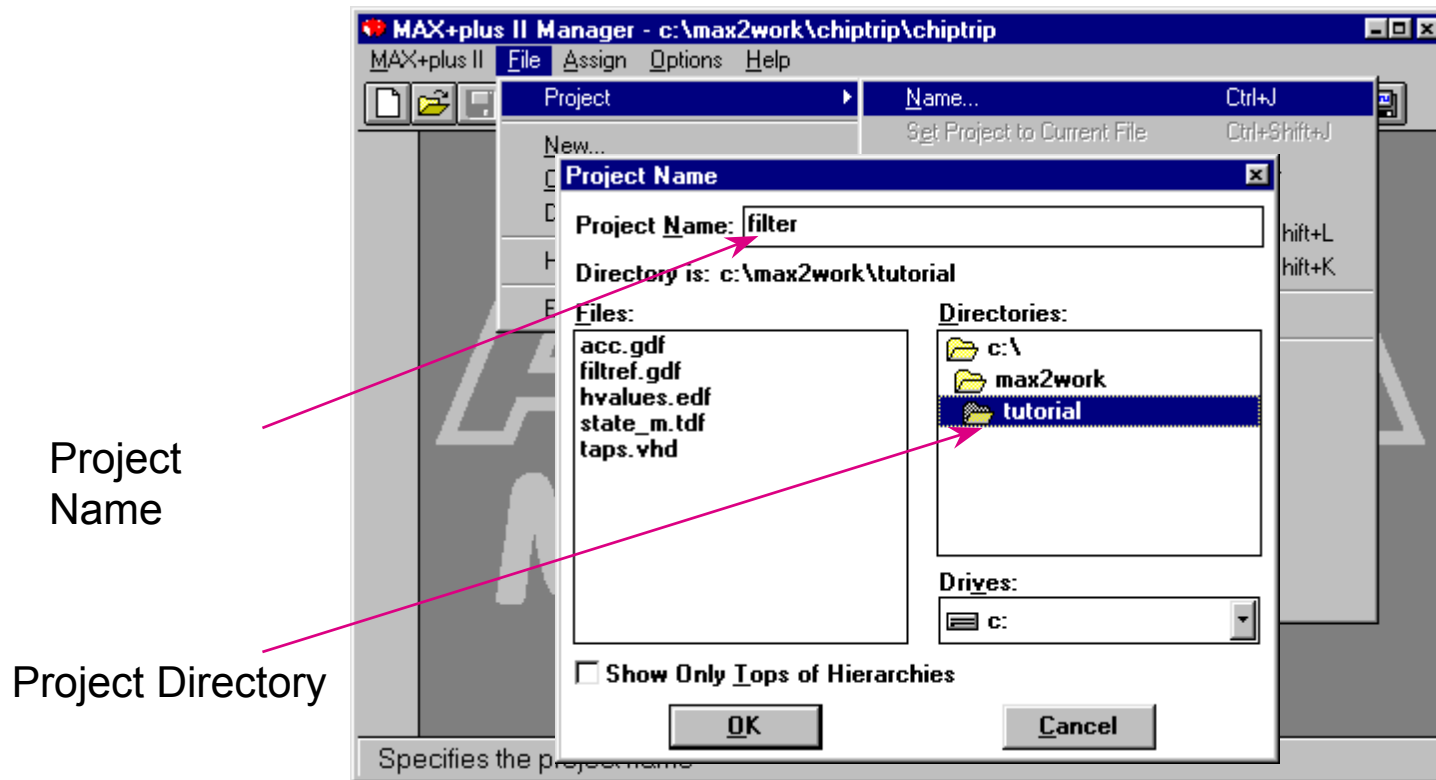 MAX+plus II Manager - c:\max2work\chiptrip\chiptrip
MAX+plus II File Assign Options Help
Project Name... Ctrl+J
Set Project to Current File Ctrl+Shift+J
New...
Project Name
Project Name: filter
hift+L
Directory is: c:\max2work\tutorial
hift+K
Files:
Directories:
acc.gdf
filtref.gdf
hvalues.edf
state_m.tdf
taps.vhd
c:\
max2work
tutorial
Project
Name
Drives:
c:
Show Only Tops of Hierarchies
Project Directory
OK Cancel
Specifies the project name